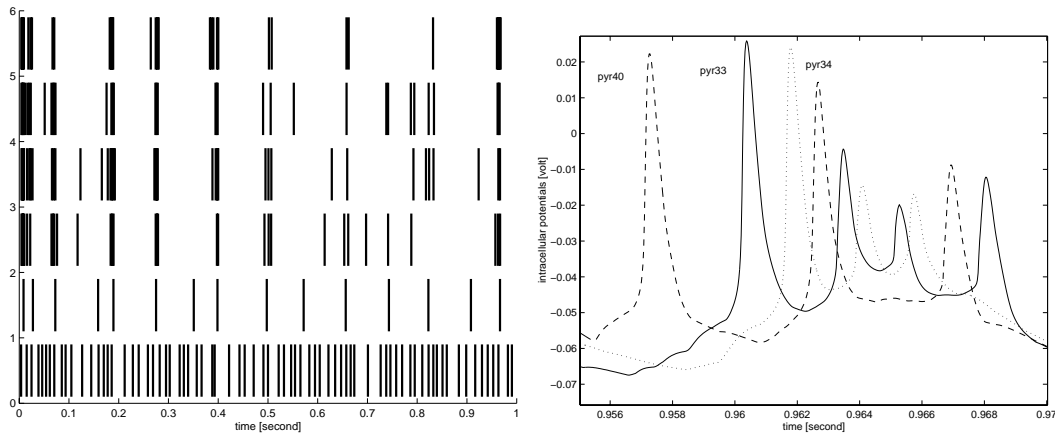 6
5
4
3
2
1
0
0 0.1 0.2 0.3 0.4 0.5 0.6 0.7 0.8 0.9 1
time [second]
0.02
0.01
0
−0.01
−0.02
−0.03
−0.04
−0.05
−0.06
−0.07
intracellular potentials [volt]
pyr40
pyr33
pyr34
0.956 0.958 0.96 0.962 0.964 0.966 0.968 0.97
time [second]